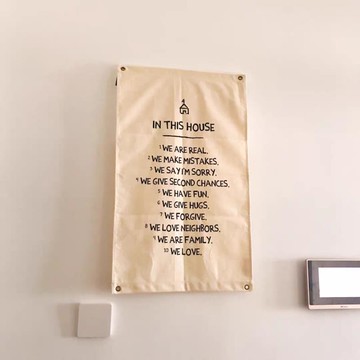 IN THIS HOUSE
1 WE ARE REAL.
2 WE MAKE MISTAKES.
3 WE SAY I'M SORRY.
4 WE GIVE SECOND CHANCES.
5 WE HAVE FUN.
6 WE GIVE HUGS.
7 WE FORGIVE.
8 WE LOVE NEIGHBORS.
9 WE ARE FAMILY.
10 WE LOVE.